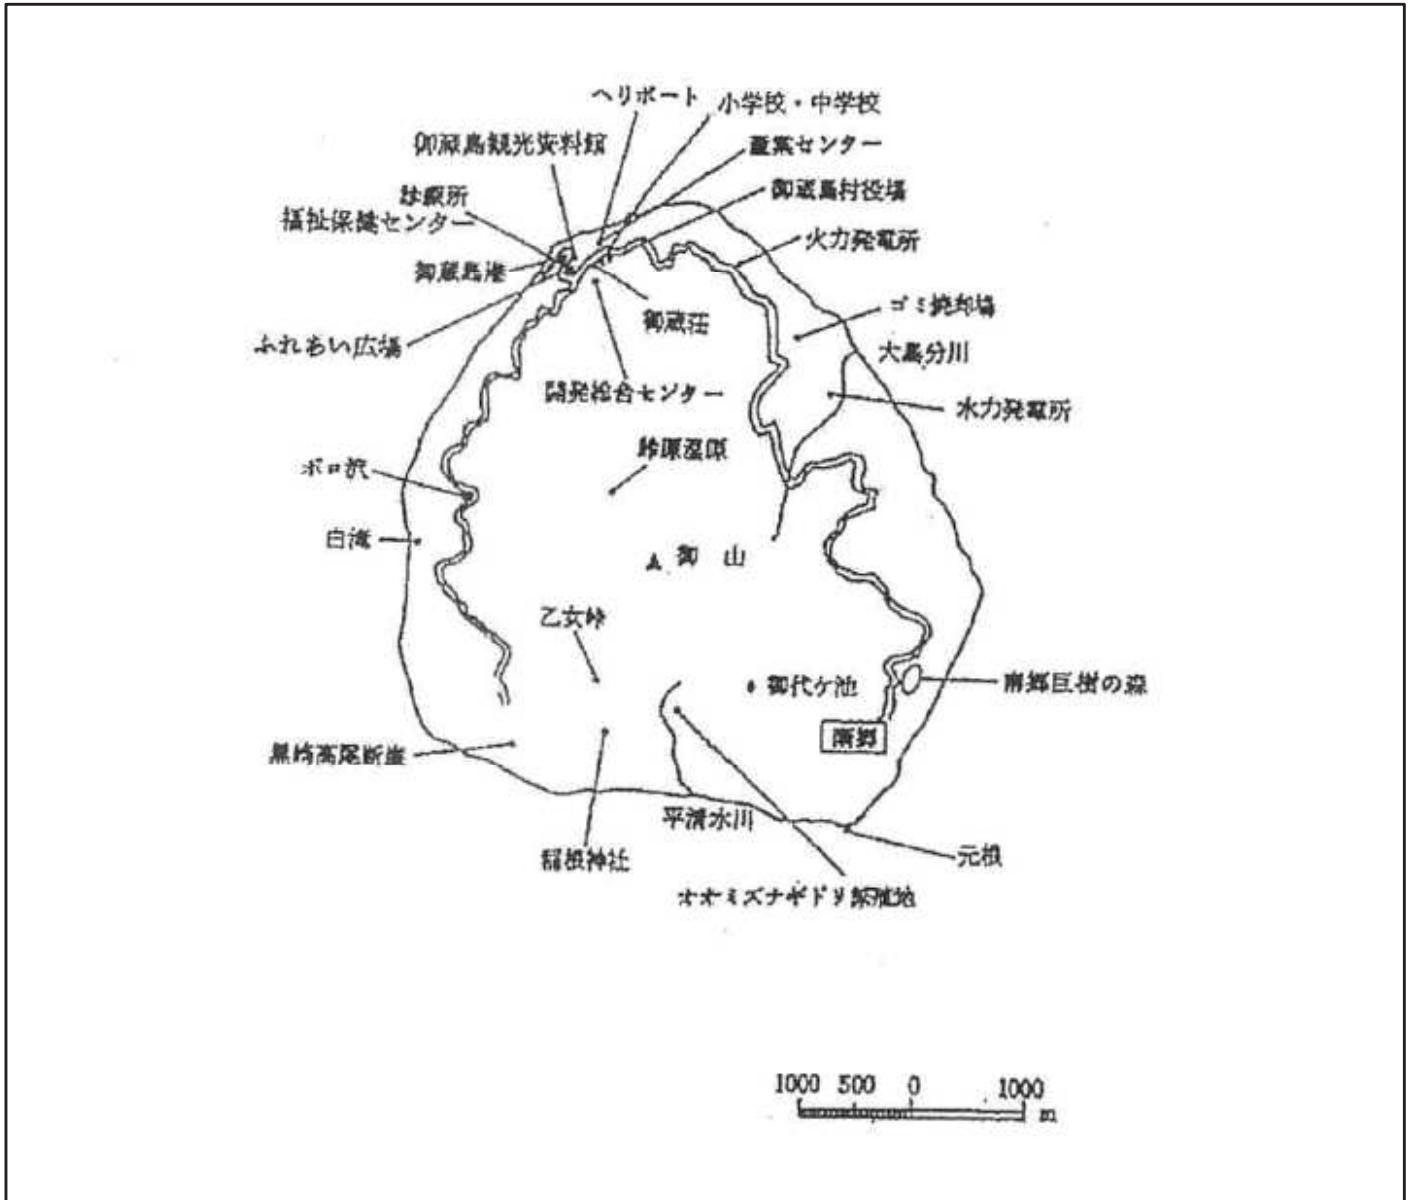 ヘリポート
小学校・中学校
御蔵島観光資料館
産業センター
診療所
福祉保健センター
御蔵島村役場
火力発電所
御蔵島港
ゴミ焼却場
御蔵荘
ふれあい広場
大島分川
開発総合センター
水力発電所
鈴原湿原
ボロ沢
白滝
御 山
乙女峠
御代ケ池
南郷巨樹の森
南郷
黒崎高尾断崖
平清水川
稲根神社
元根
オオミズナギドリ繁殖地
1000 500 0 1000
m